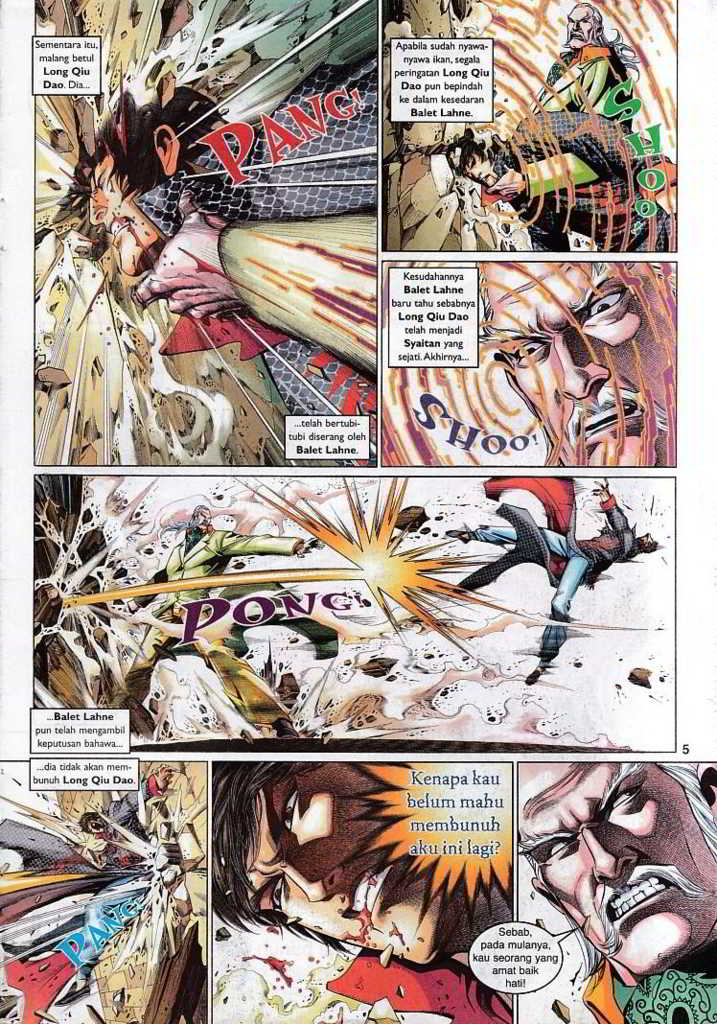 Sementara itu,
malang betul
Long Qiu
Dao. Dia...
PANG!
...telah bertubi-
tubi diserang oleh
Balet Lahne.
Apabila sudah nyawa-
nyawa ikan, segala
peringatan Long Qiu
Dao pun bepindah
ke dalam kesedaran
Balet Lahne.
SHOO!
Kesudahannya
Balet Lahne
baru tahu sebabnya
Long Qiu Dao
telah menjadi
Syaitan yang
sejati. Akhirnya...
SHOO!
PONG!
...Balet Lahne
pun telah mengambil
keputusan bahawa...
5
...dia tidak akan mem-
bunuh Long Qiu Dao.
PANG!
Kenapa kau
belum mahu
membunuh
aku ini lagi?
Sebab,
pada mulanya,
kau seorang yang
amat baik
hati!